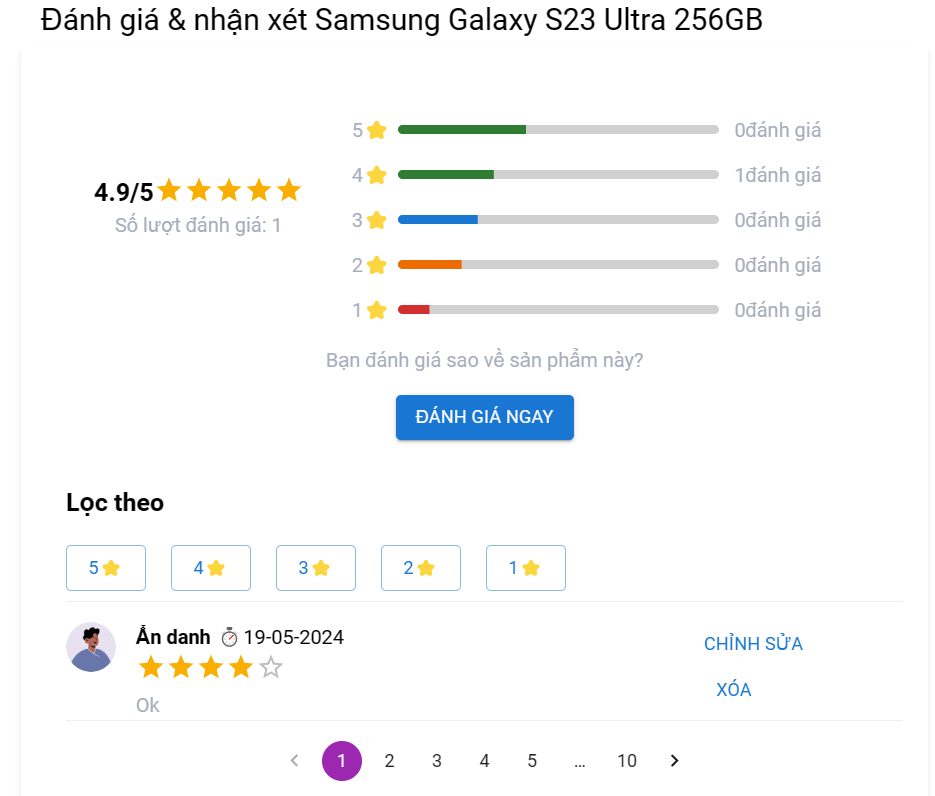 Đánh giá & nhận xét Samsung Galaxy S23 Ultra 256GB
4.9/5
Số lượt đánh giá: 1
5 0đánh giá
4 1đánh giá
3 0đánh giá
2 0đánh giá
1 0đánh giá
Bạn đánh giá sao về sản phẩm này?
ĐÁNH GIÁ NGAY
Lọc theo
5 4 3 2 1
Ẩn danh 19-05-2024
Ok
CHỈNH SỬA
XÓA
1 2 3 4 5 ... 10